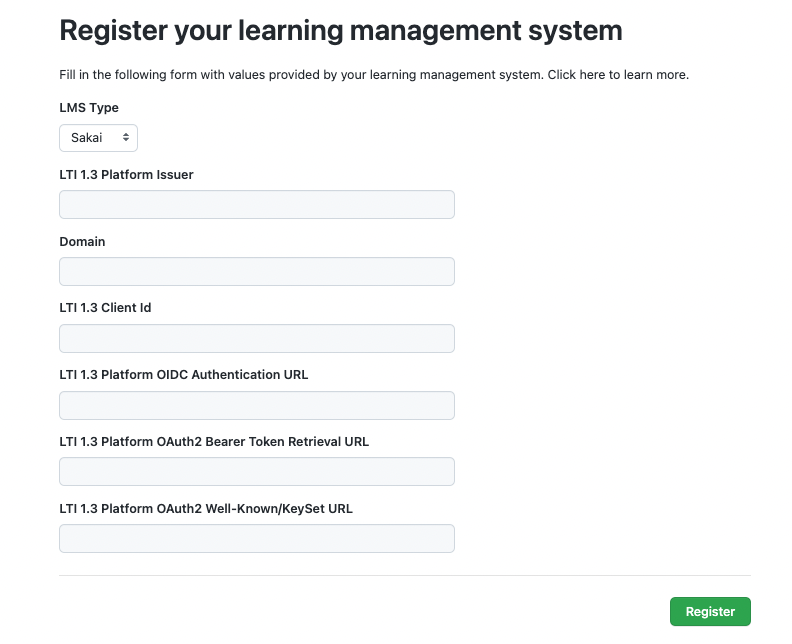 Register your learning management system
Fill in the following form with values provided by your learning management system. Click here to learn more.
LMS Type
Sakai
LTI 1.3 Platform Issuer
Domain
LTI 1.3 Client Id
LTI 1.3 Platform OIDC Authentication URL
LTI 1.3 Platform OAuth2 Bearer Token Retrieval URL
LTI 1.3 Platform OAuth2 Well-Known/KeySet URL
Register